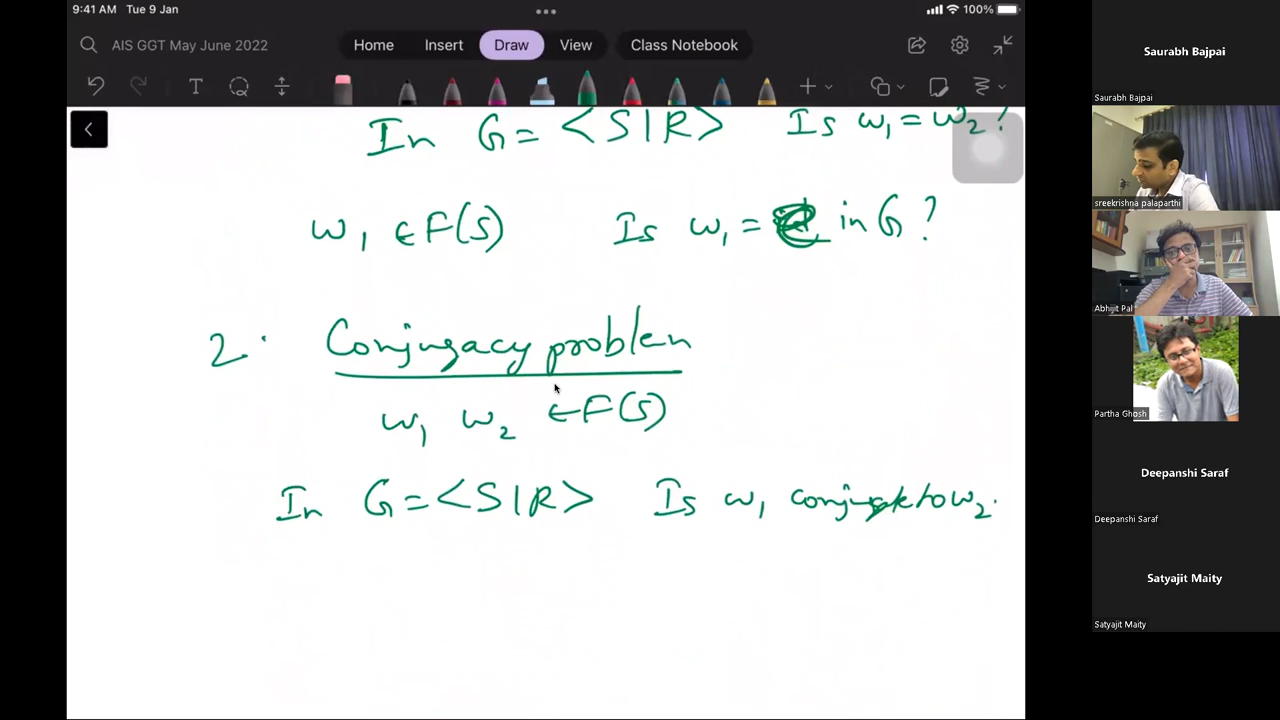 9:41 AM Tue 9 Jan
100%
AIS GGT May June 2022
Home Insert Draw View Class Notebook
In G = <S|R> Is w₁ = w₂?
w₁ ∈ F(S) Is w₁ = e in G?
2. Conjugacy problem
w₁ w₂ ∈ F(S)
In G = <S|R> Is w₁ conjugate to w₂.
Saurabh Bajpai
Saurabh Bajpai
sreekrishna palaparthi
Abhijit Pal
Partha Ghosh
Deepanshi Saraf
Deepanshi Saraf
Satyajit Maity
Satyajit Maity